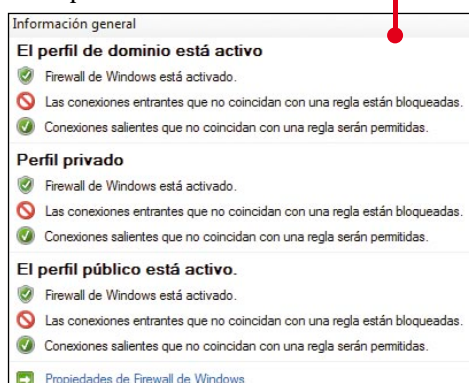 Información general
El perfil de dominio está activo
Firewall de Windows está activado.
Las conexiones entrantes que no coincidan con una regla están bloqueadas.
Conexiones salientes que no coincidan con una regla serán permitidas.
Perfil privado
Firewall de Windows está activado.
Las conexiones entrantes que no coincidan con una regla están bloqueadas.
Conexiones salientes que no coincidan con una regla serán permitidas.
El perfil público está activo.
Firewall de Windows está activado.
Las conexiones entrantes que no coincidan con una regla están bloqueadas.
Conexiones salientes que no coincidan con una regla serán permitidas.
Propiedades de Firewall de Windows